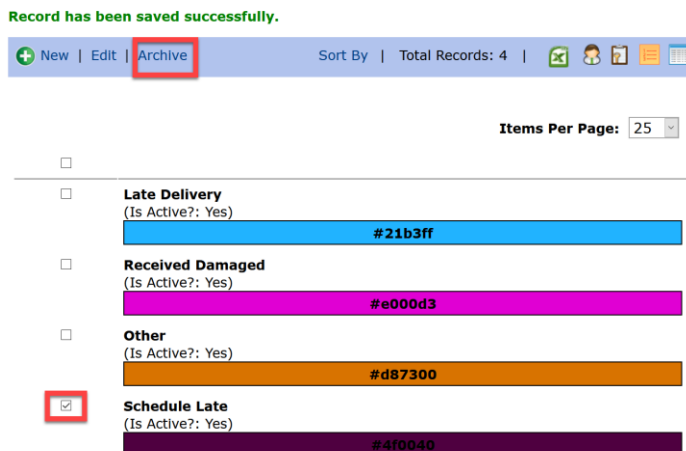 Record has been saved successfully.
New | Edit | Archive Sort By | Total Records: 4 |
Items Per Page: 25
Late Delivery
(Is Active?: Yes)
#21b3ff
Received Damaged
(Is Active?: Yes)
#e000d3
Other
(Is Active?: Yes)
#d87300
Schedule Late
(Is Active?: Yes)
#4f0040